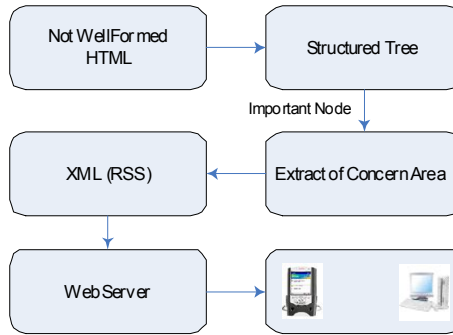 Not WellFormed
HTML
Structured Tree
Important Node
XML (RSS)
Extract of Concern Area
WebServer